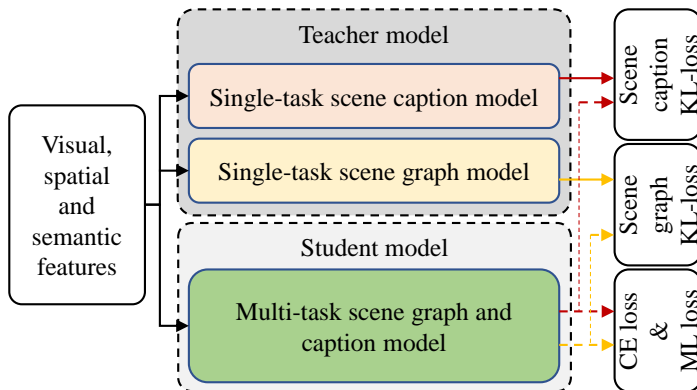 Visual,
spatial
and
semantic
features
Teacher model
Single-task scene caption model
Single-task scene graph model
Student model
Multi-task scene graph and
caption model
Scene
caption
KL-loss
Scene
graph
KL-loss
CE loss
&
ML loss